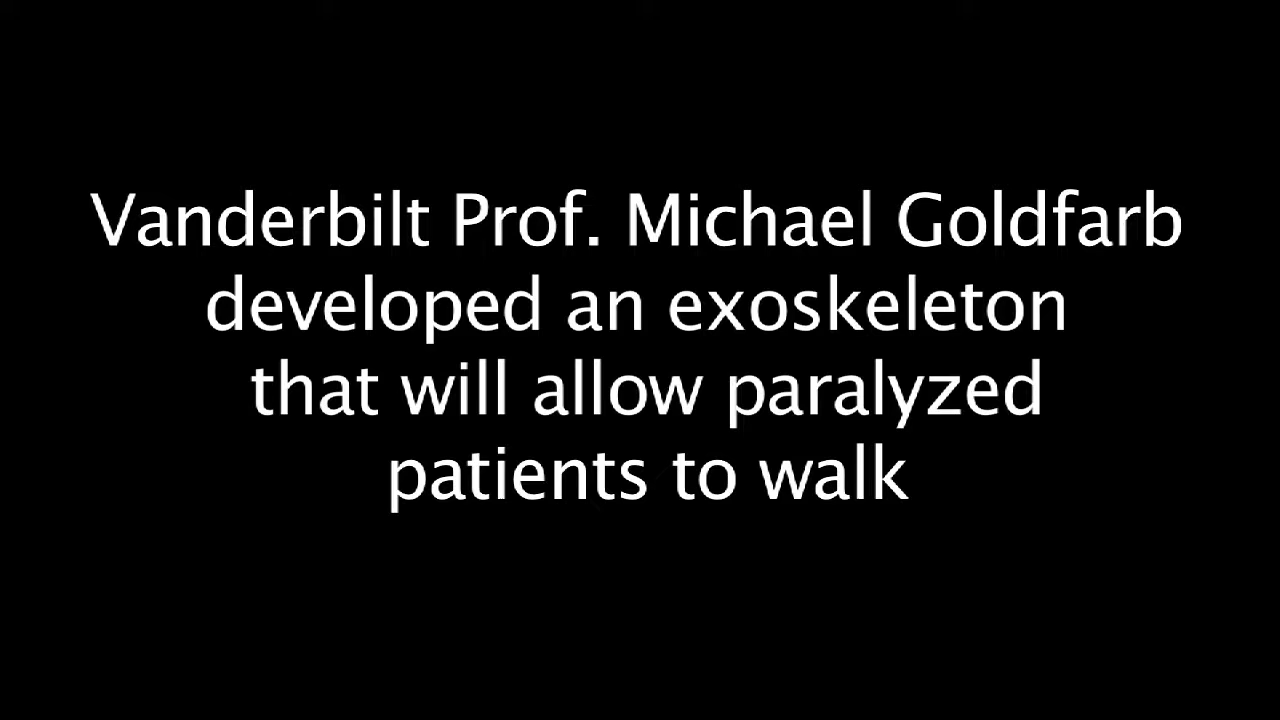 Vanderbilt Prof. Michael Goldfarb
developed an exoskeleton
that will allow paralyzed
patients to walk